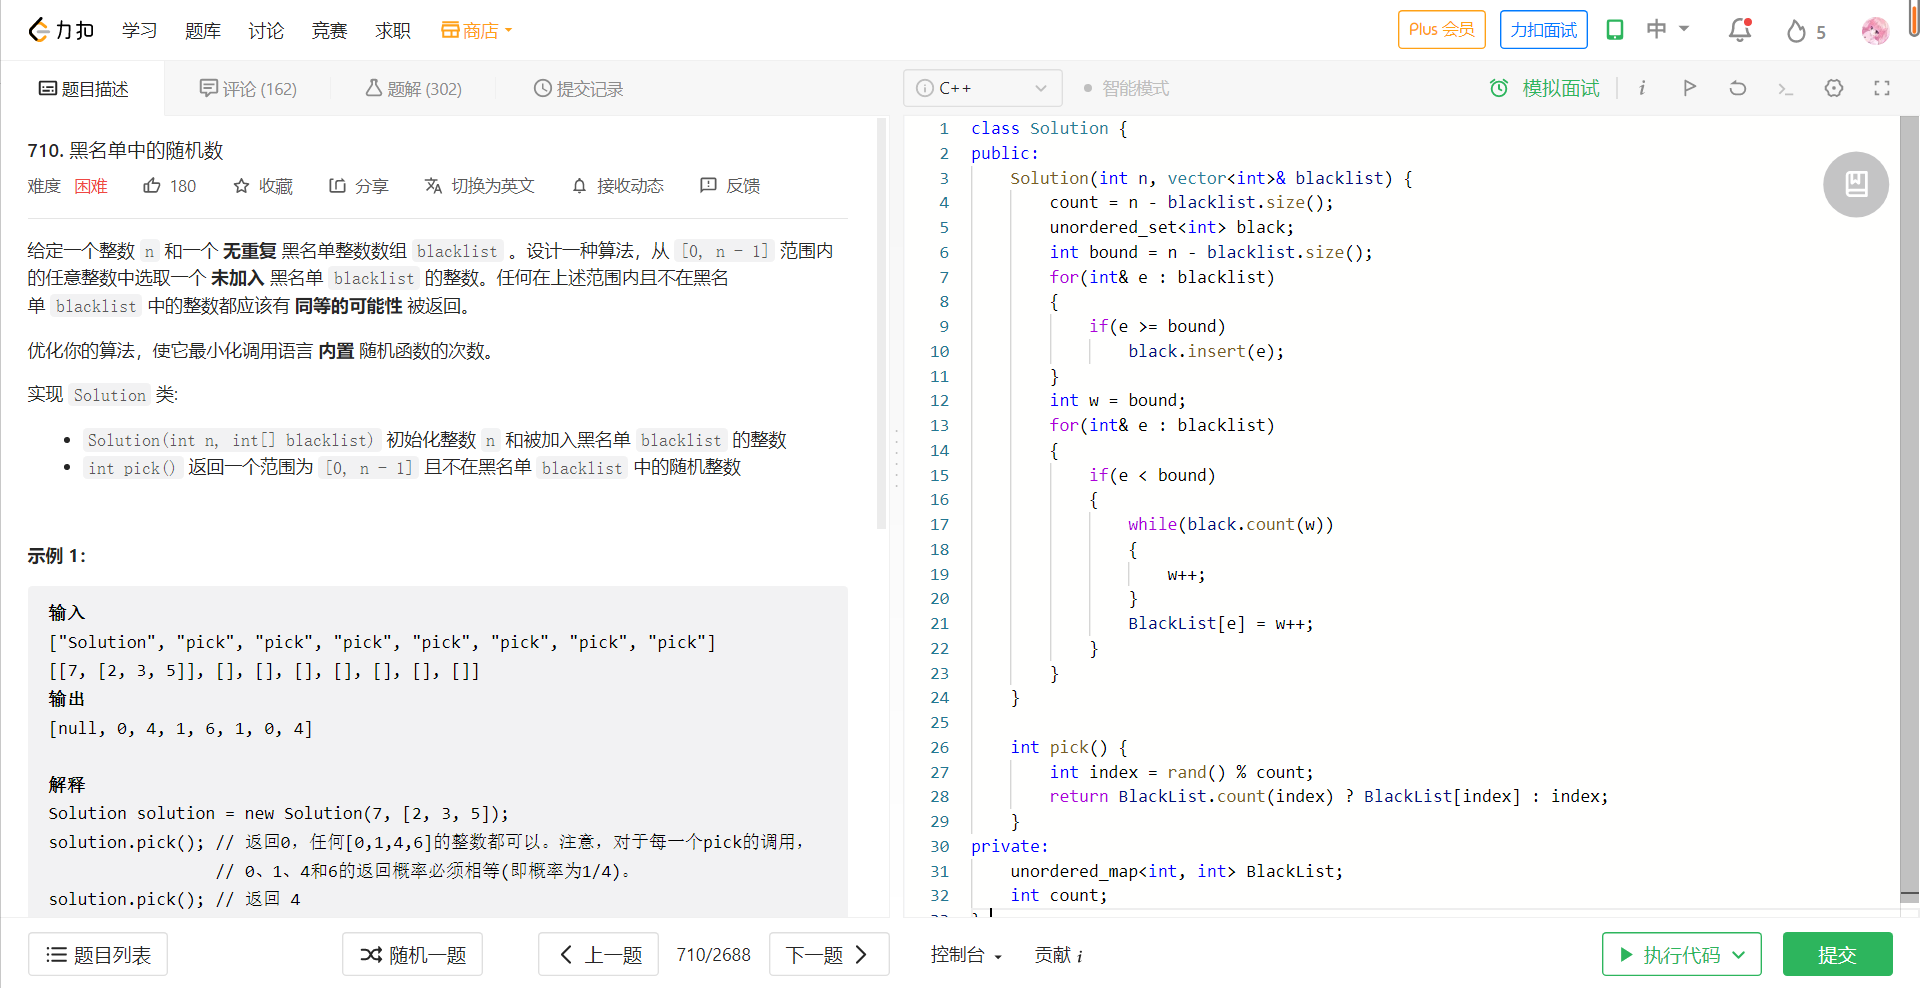 力扣 学习 题库 讨论 竞赛 求职 商店 Plus 会员 力扣面试 中 5
题目描述 评论 (162) 题解 (302) 提交记录 C++ 智能模式 模拟面试
710. 黑名单中的随机数
难度 困难 180 收藏 分享 切换为英文 接收动态 反馈
给定一个整数 n 和一个 无重复 黑名单整数数组 blacklist 。设计一种算法，从 [0, n - 1] 范围内
的任意整数中选取一个 未加入 黑名单 blacklist 的整数。任何在上述范围内且不在黑名
单 blacklist 中的整数都应该有 同等的可能性 被返回。
优化你的算法，使它最小化调用语言 内置 随机函数的次数。
实现 Solution 类:
• Solution(int n, int[] blacklist) 初始化整数 n 和被加入黑名单 blacklist 的整数
• int pick() 返回一个范围为 [0, n - 1] 且不在黑名单 blacklist 中的随机整数
示例 1：
输入
["Solution", "pick", "pick", "pick", "pick", "pick", "pick", "pick"]
[[7, [2, 3, 5]], [], [], [], [], [], [], []]
输出
[null, 0, 4, 1, 6, 1, 0, 4]
解释
Solution solution = new Solution(7, [2, 3, 5]);
solution.pick(); // 返回0，任何[0,1,4,6]的整数都可以。注意，对于每一个pick的调用，
// 0、1、4和6的返回概率必须相等(即概率为1/4)。
solution.pick(); // 返回 4
1 class Solution {
2 public:
3 Solution(int n, vector<int>& blacklist) {
4 count = n - blacklist.size();
5 unordered_set<int> black;
6 int bound = n - blacklist.size();
7 for(int& e : blacklist)
8 {
9 if(e >= bound)
10 black.insert(e);
11 }
12 int w = bound;
13 for(int& e : blacklist)
14 {
15 if(e < bound)
16 {
17 while(black.count(w))
18 {
19 w++;
20 }
21 BlackList[e] = w++;
22 }
23 }
24 }
25
26 int pick() {
27 int index = rand() % count;
28 return BlackList.count(index) ? BlackList[index] : index;
29 }
30 private:
31 unordered_map<int, int> BlackList;
32 int count;
题目列表 随机一题 上一题 710/2688 下一题 控制台 贡献 i 执行代码 提交